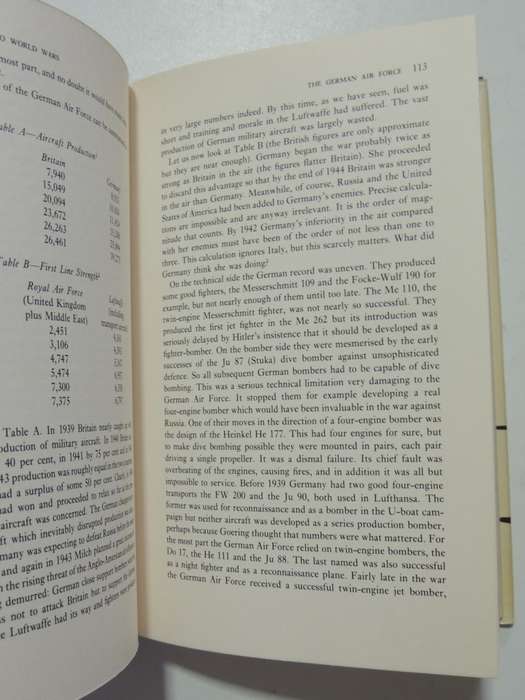 O WORLD WARS
most part, and no doubt it would have
of the German Air Force can be
able A—Aircraft Production
Britain
7,940
15,049
20,094
23,672
26,263
26,461
Table B—First Line Strength
Royal Air Force
(United Kingdom
plus Middle East)
2,451
3,106
4,747
5,474
7,300
7,375
Table A. In 1939 Britain nearly caught
oduction of military aircraft. In 1940 Britain
40 per cent, in 1941 by 75 per cent
43 production was roughly equal in the two
had a surplus of some 50 per cent.
had won and proceeded to relax so far as the
aircraft was concerned. The German
ft which inevitably disrupted production
many was expecting to defeat Russia before the
and again in 1943 Milch planned a great
n the rising threat of the Anglo-American
g demurred: German close support bomber
as not to attack Britain but to support the
e Luftwaffe had its way and fighters were
THE GERMAN AIR FORCE 113
in very large numbers indeed. By this time, as we have seen, fuel was
short and training and morale in the Luftwaffe had suffered. The vast
production of German military aircraft was largely wasted.
Let us now look at Table B (the British figures are only approximate
but they are near enough). Germany began the war probably twice as
strong as Britain in the air (the figures flatter Britain). She proceeded
to discard this advantage so that by the end of 1944 Britain was stronger
in the air than Germany. Meanwhile, of course, Russia and the United
States of America had been added to Germany's enemies. Precise calcula-
tions are impossible and are anyway irrelevant. It is the order of mag-
nitude that counts. By 1942 Germany's inferiority in the air compared
with her enemies must have been of the order of not less than one to
three. This calculation ignores Italy, but this scarcely matters. What did
Germany think she was doing?
On the technical side the German record was uneven. They produced
some good fighters, the Messerschmitt 109 and the Focke-Wulf 190 for
example, but not nearly enough of them until too late. The Me 110, the
twin-engine Messerschmitt fighter, was not nearly so successful. They
produced the first jet fighter in the Me 262 but its introduction was
seriously delayed by Hitler's insistence that it should be developed as a
fighter-bomber. On the bomber side they were mesmerised by the early
successes of the Ju 87 (Stuka) dive bomber against unsophisticated
defence. So all subsequent German bombers had to be capable of dive
bombing. This was a serious technical limitation very damaging to the
German Air Force. It stopped them for example developing a real
four-engine bomber which would have been invaluable in the war against
Russia. One of their moves in the direction of a four-engine bomber was
the design of the Heinkel He 177. This had four engines for sure, but
to make dive bombing possible they were mounted in pairs, each pair
driving a single propeller. It was a dismal failure. Its chief fault was
overheating of the engines, causing fires, and in addition it was all but
impossible to service. Before 1939 Germany had two good four-engine
transports the FW 200 and the Ju 90, both used in Lufthansa. The
former was used for reconnaissance and as a bomber in the U-boat cam-
paign but neither aircraft was developed as a series production bomber,
perhaps because Goering thought that numbers were what mattered. For
the most part the German Air Force relied on twin-engine bombers, the
Do 17, the He 111 and the Ju 88. The last named was also successful
as a night fighter and as a reconnaissance plane. Fairly late in the war
the German Air Force received a successful twin-engine jet bomber,